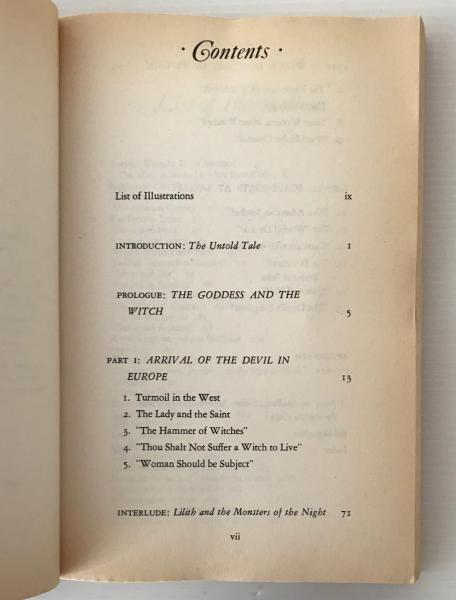 · Contents ·
List of Illustrations ix
INTRODUCTION: The Untold Tale 1
PROLOGUE: THE GODDESS AND THE
WITCH 5
PART I: ARRIVAL OF THE DEVIL IN
EUROPE 13
1. Turmoil in the West
2. The Lady and the Saint
3. "The Hammer of Witches"
4. "Thou Shalt Not Suffer a Witch to Live"
5. "Woman Should be Subject"
INTERLUDE: Lilith and the Monsters of the Night 71
vii